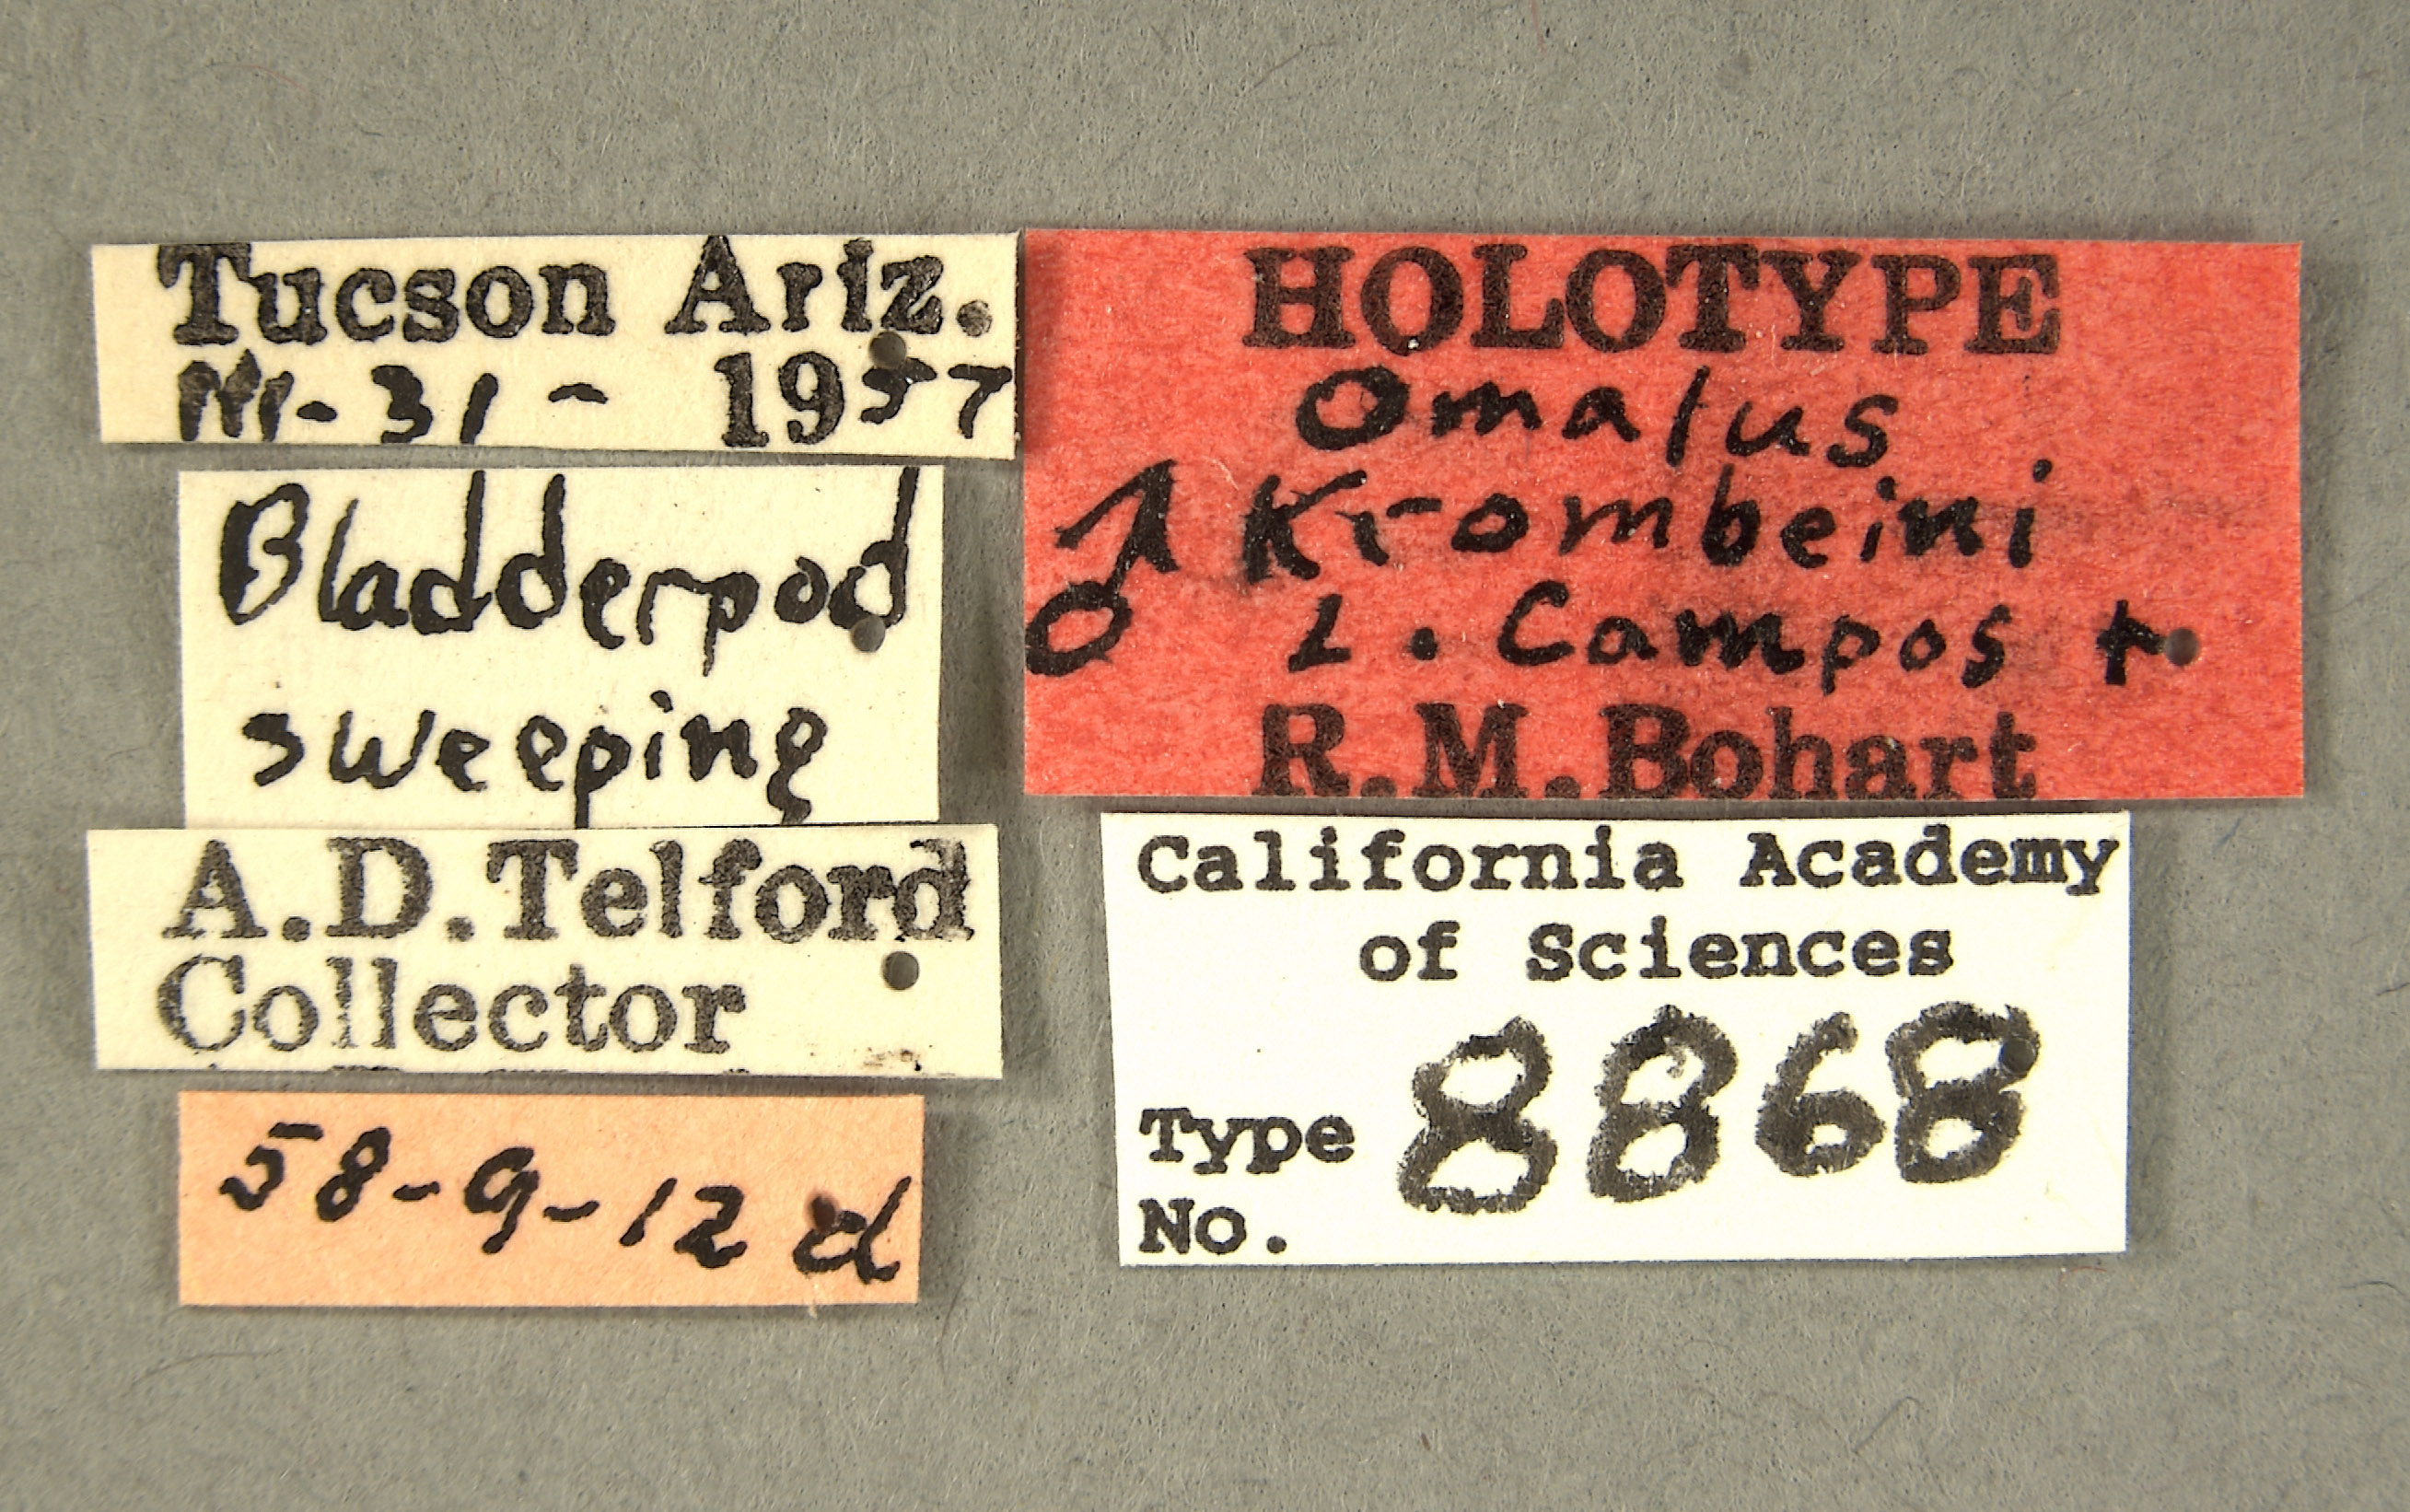 Tucson Ariz.
III-31- 1957
Bladderpod
sweeping
A.D.Telford
Collector
58-9-12 d
HOLOTYPE
Omalus
♂ Krombeini
L. Campos +
R.M.Bohart
California Academy
of Sciences
Type 8868
No.